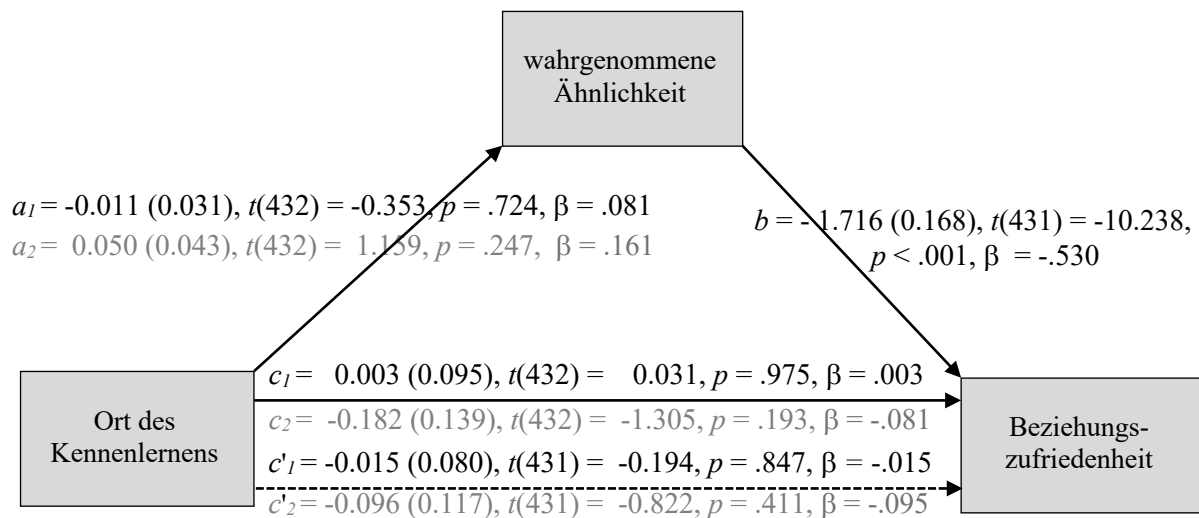 wahrgenommene
Ähnlichkeit
a1 = -0.011 (0.031), t(432) = -0.353, p = .724, β = .081
a2 = 0.050 (0.043), t(432) = 1.159, p = .247, β = .161
b = - 1.716 (0.168), t(431) = -10.238,
p < .001, β = -.530
Ort des
Kennenlernens
c1 = 0.003 (0.095), t(432) = 0.031, p = .975, β = .003
c2 = -0.182 (0.139), t(432) = -1.305, p = .193, β = -.081
c'1 = -0.015 (0.080), t(431) = -0.194, p = .847, β = -.015
c'2 = -0.096 (0.117), t(431) = -0.822, p = .411, β = -.095
Beziehungs-
zufriedenheit